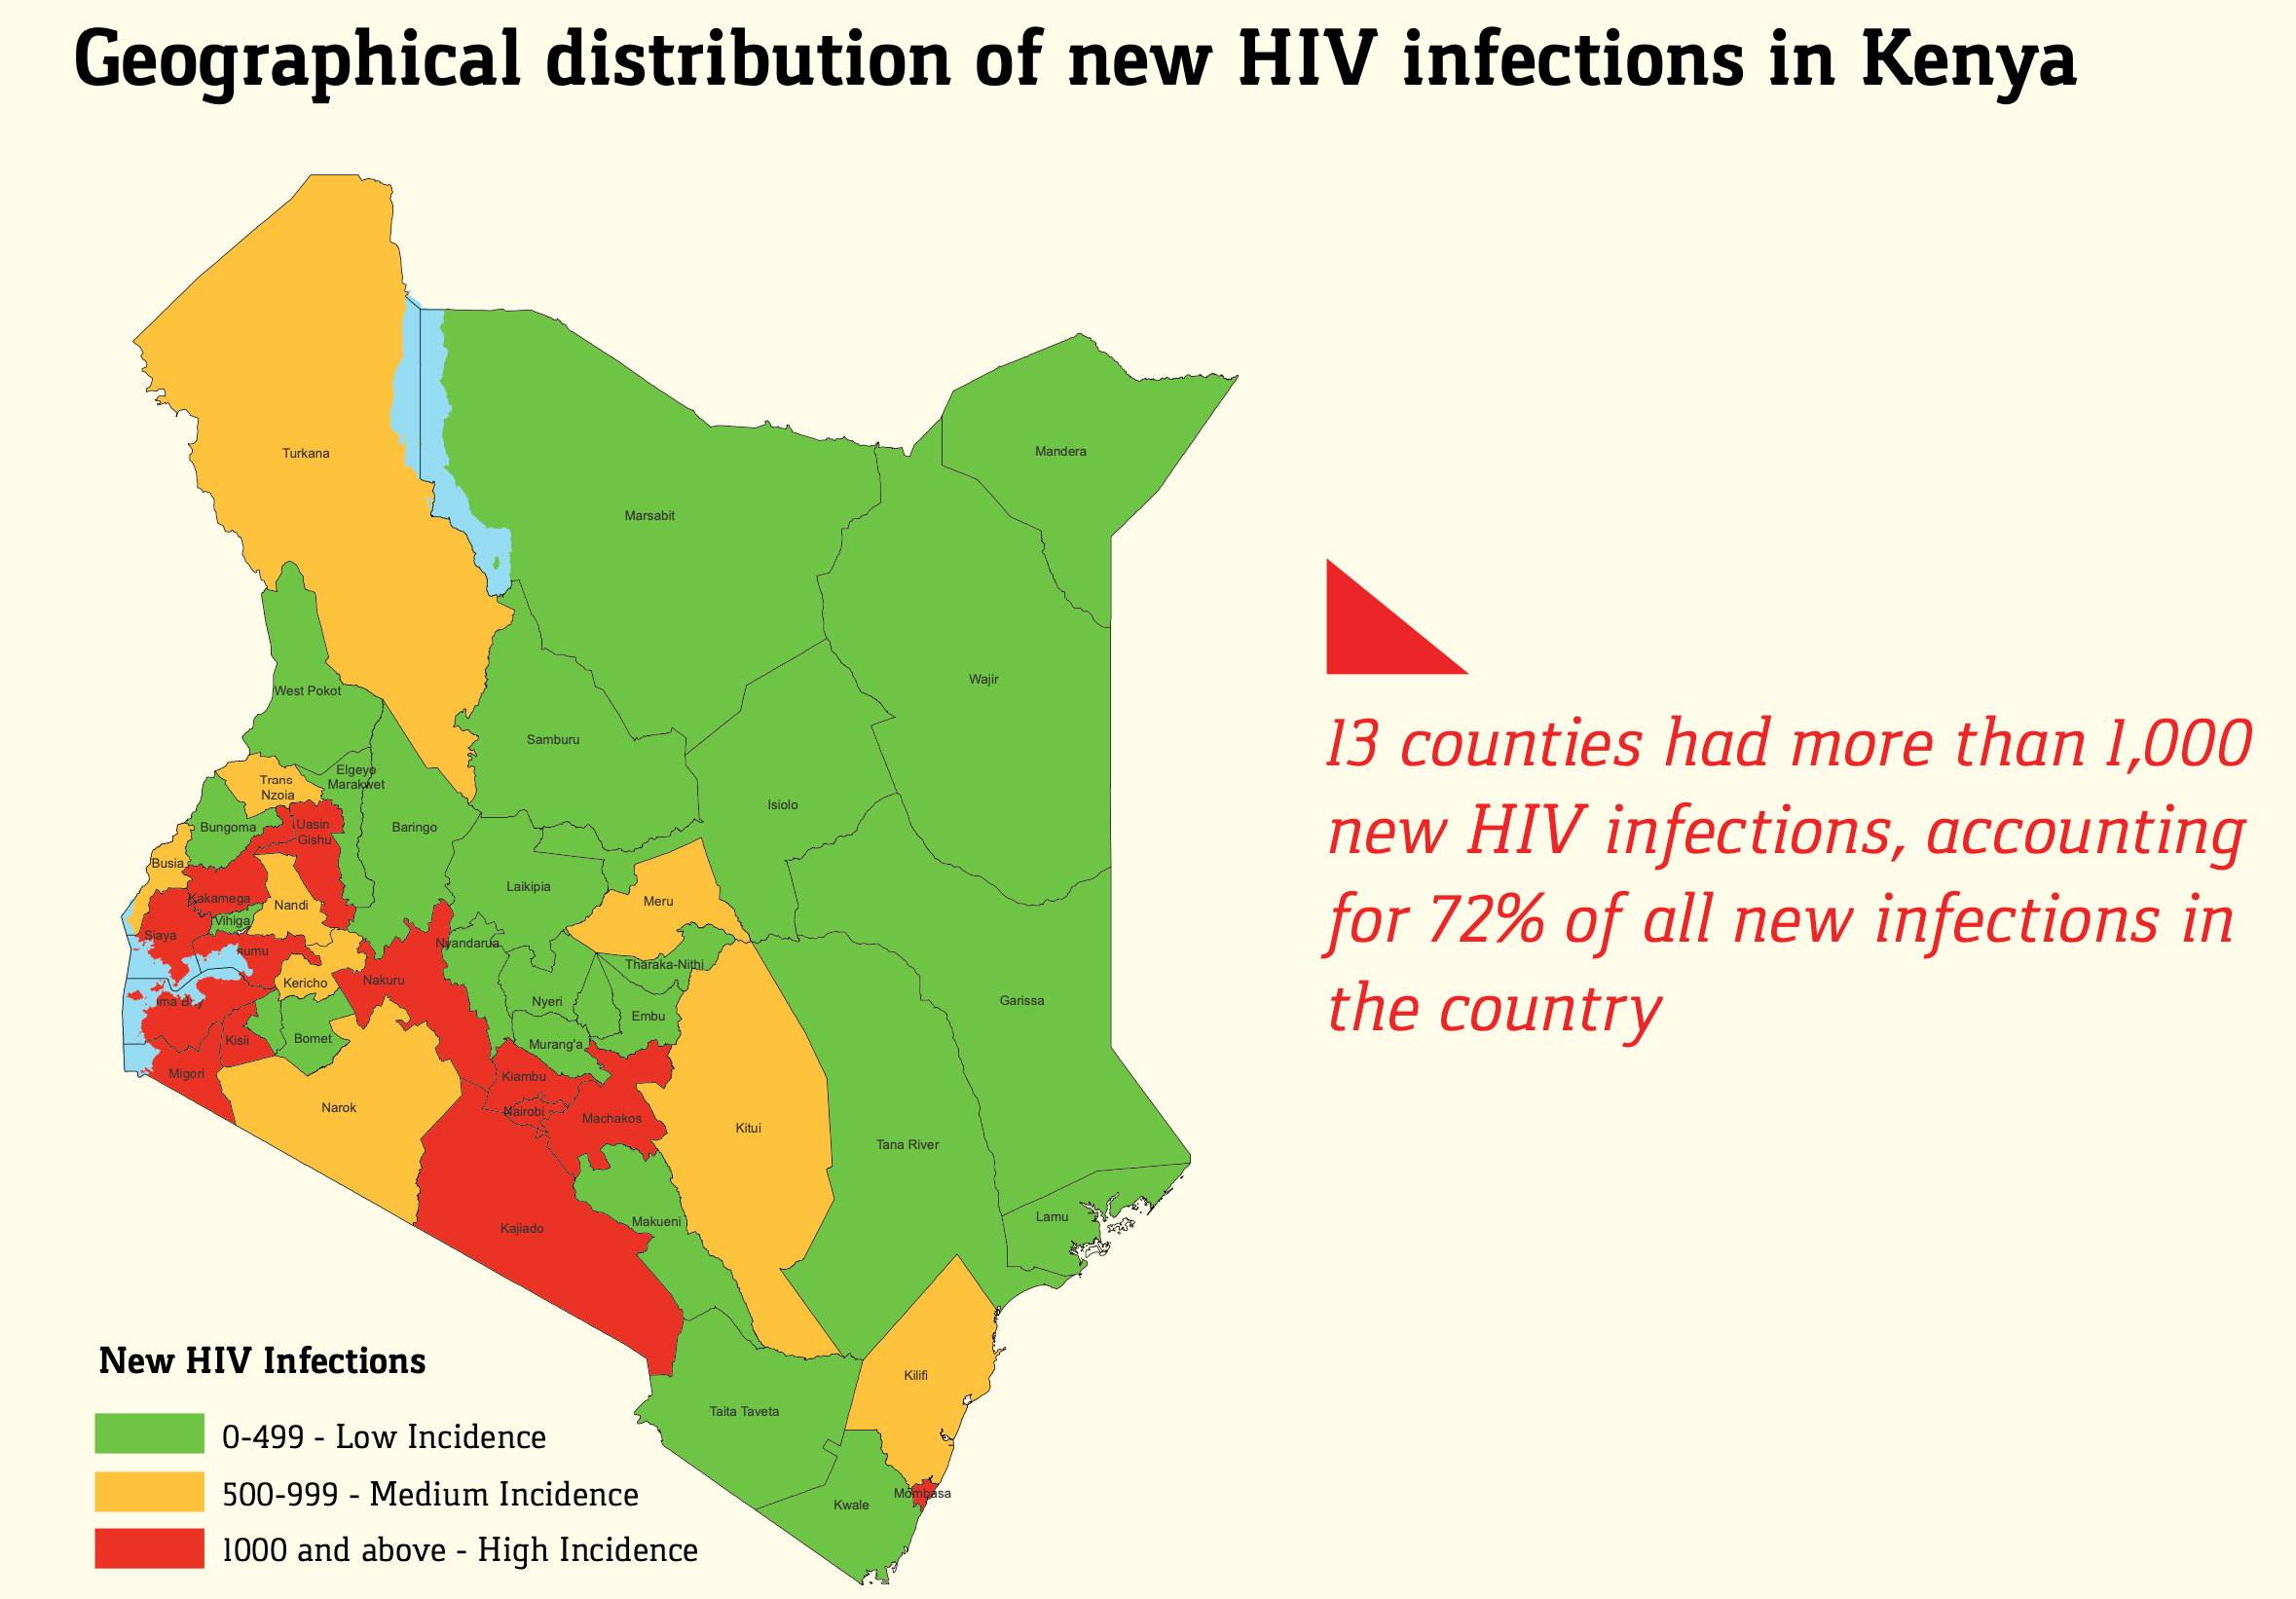 Geographical distribution of new HIV infections in Kenya
Turkana
Mandera
Marsabit
Wajir
West Pokot
Samburu
Elgeyo
Marakwet
Trans
Nzoia
Isiolo
Uasin
Gishu
Bungoma
Baringo
Busia
Laikipia
Kakamega
Nandi
Meru
Vihiga
Siaya
Nyandarua
sumu
Tharaka-Nithi
Kericho
Nakuru
Nyeri
Garissa
Embu
Kisii
Bomet
Murang'a
Migori
Kiambu
Narok
Nairobi
Machakos
Kitui
Tana River
Makueni
Lamu
Kajiado
Kilifi
Taita Taveta
Mombasa
Kwale
13 counties had more than 1,000
new HIV infections, accounting
for 72% of all new infections in
the country
New HIV Infections
0-499 - Low Incidence
500-999 - Medium Incidence
1000 and above - High Incidence